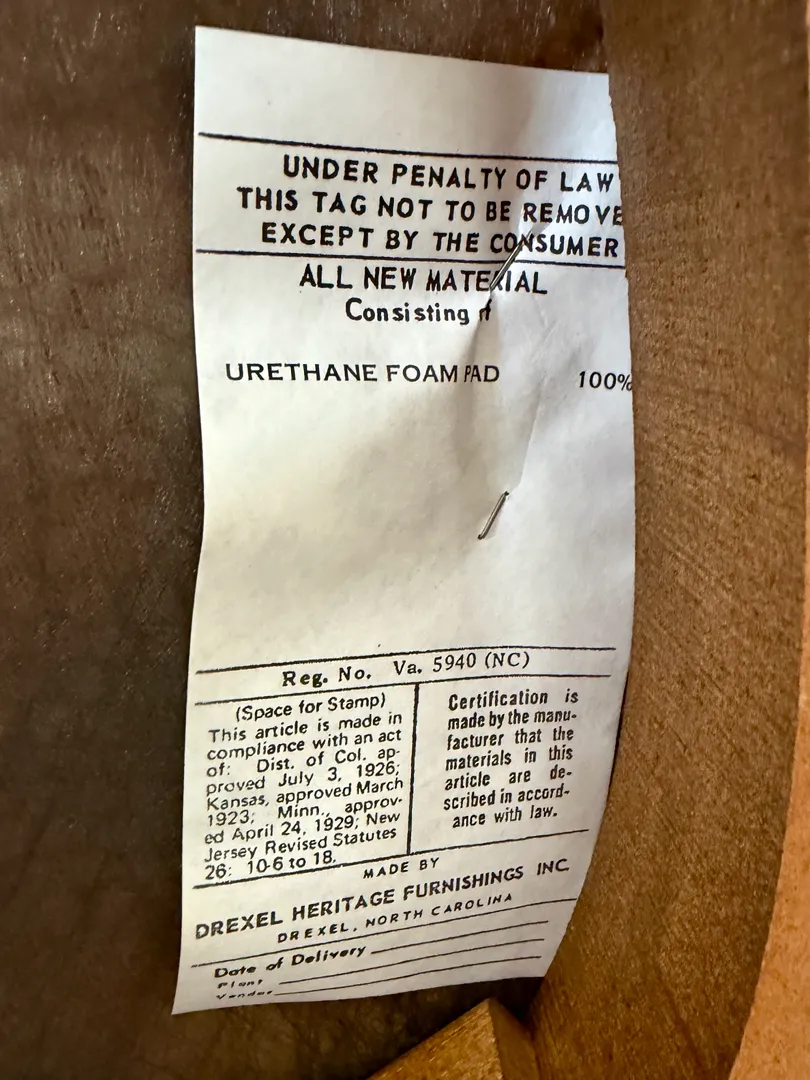 UNDER PENALTY OF LAW
THIS TAG NOT TO BE REMOVE
EXCEPT BY THE CONSUMER
ALL NEW MATERIAL
Consisting of
URETHANE FOAM PAD 100%
Reg. No. Va. 5940 (NC)
(Space for Stamp)
This article is made in
compliance with an act
of: Dist. of Col. ap-
proved July 3, 1926;
Kansas, approved March
1923; Minn., approv-
ed April 24, 1929; New
Jersey Revised Statutes
26: 10-6 to 18.
Certification is
made by the manu-
facturer that the
materials in this
article are de-
scribed in accord-
ance with law.
MADE BY
DREXEL HERITAGE FURNISHINGS INC.
DREXEL, NORTH CAROLINA
Date of Delivery
Plant
Vendor